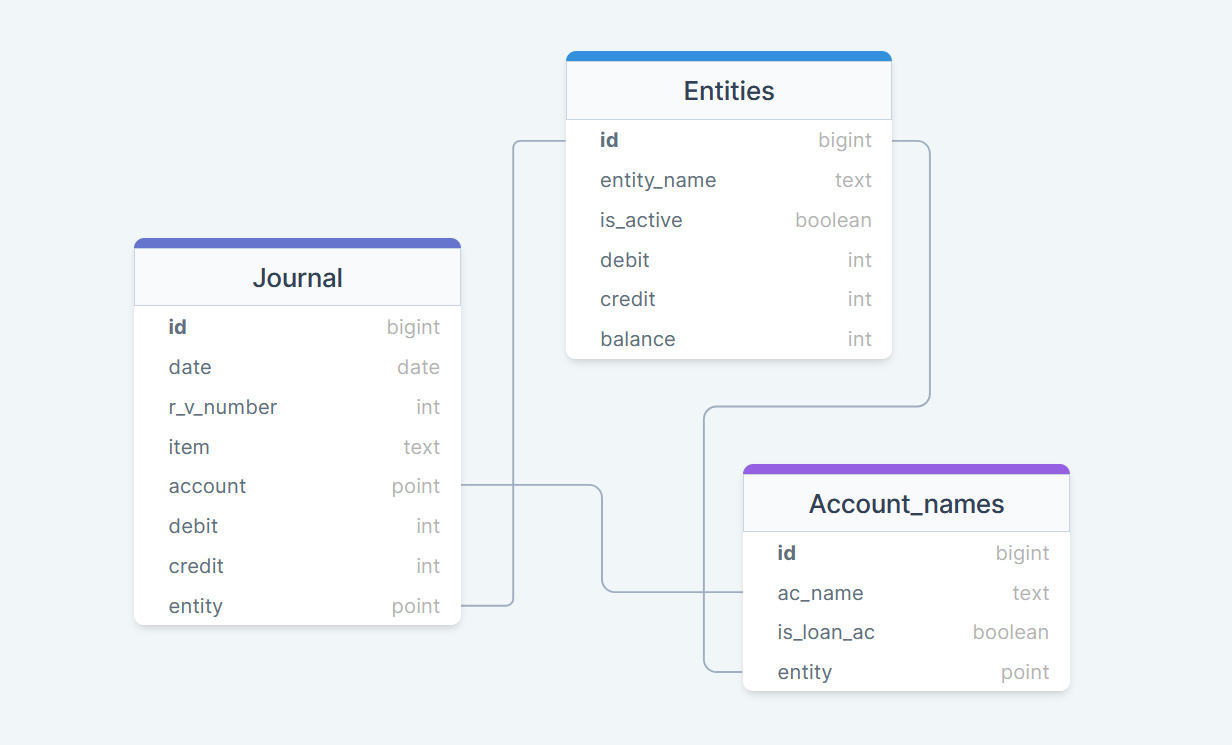 Entities
id bigint
entity_name text
is_active boolean
debit int
credit int
balance int
Journal
id bigint
date date
r_v_number int
item text
account point
debit int
credit int
entity point
Account_names
id bigint
ac_name text
is_loan_ac boolean
entity point